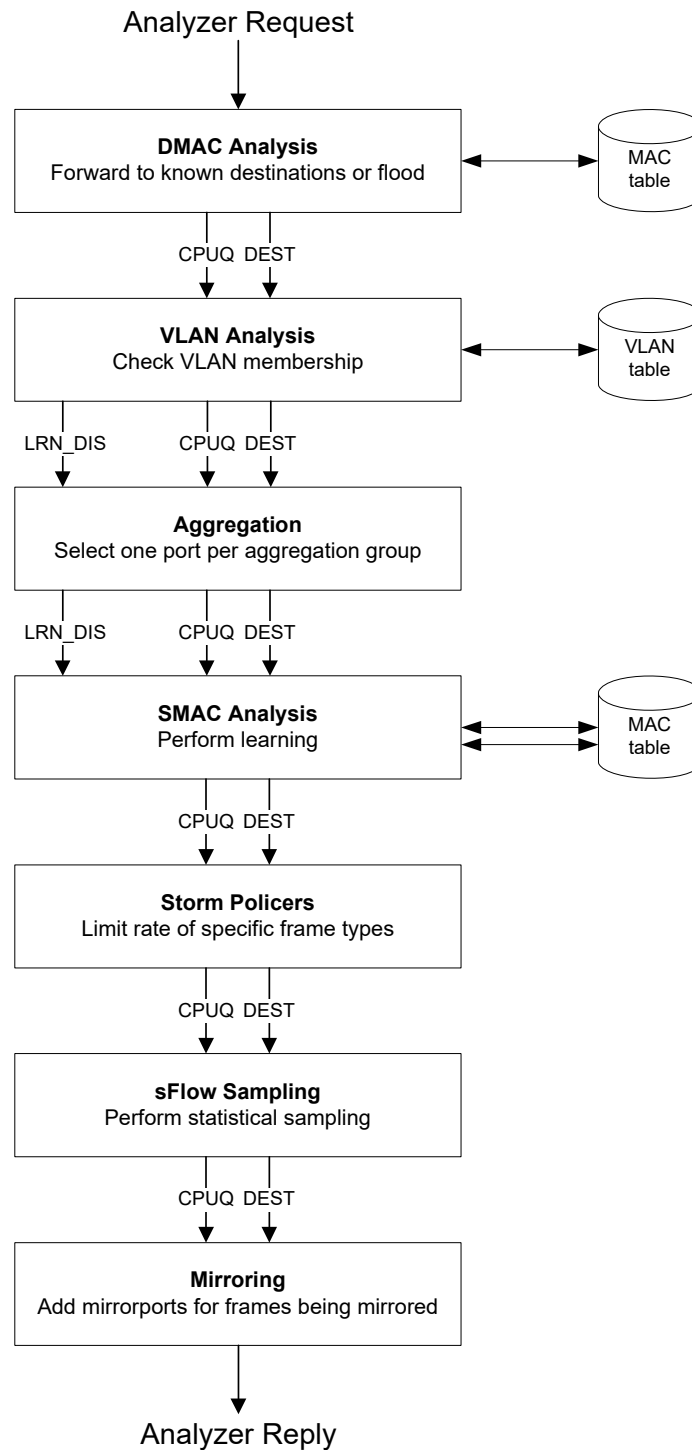 Analyzer Request
DMAC Analysis
Forward to known destinations or flood
MAC
table
CPUQ DEST
VLAN Analysis
Check VLAN membership
VLAN
table
LRN_DIS CPUQ DEST
Aggregation
Select one port per aggregation group
LRN_DIS CPUQ DEST
SMAC Analysis
Perform learning
MAC
table
CPUQ DEST
Storm Policers
Limit rate of specific frame types
CPUQ DEST
sFlow Sampling
Perform statistical sampling
CPUQ DEST
Mirroring
Add mirrorports for frames being mirrored
Analyzer Reply